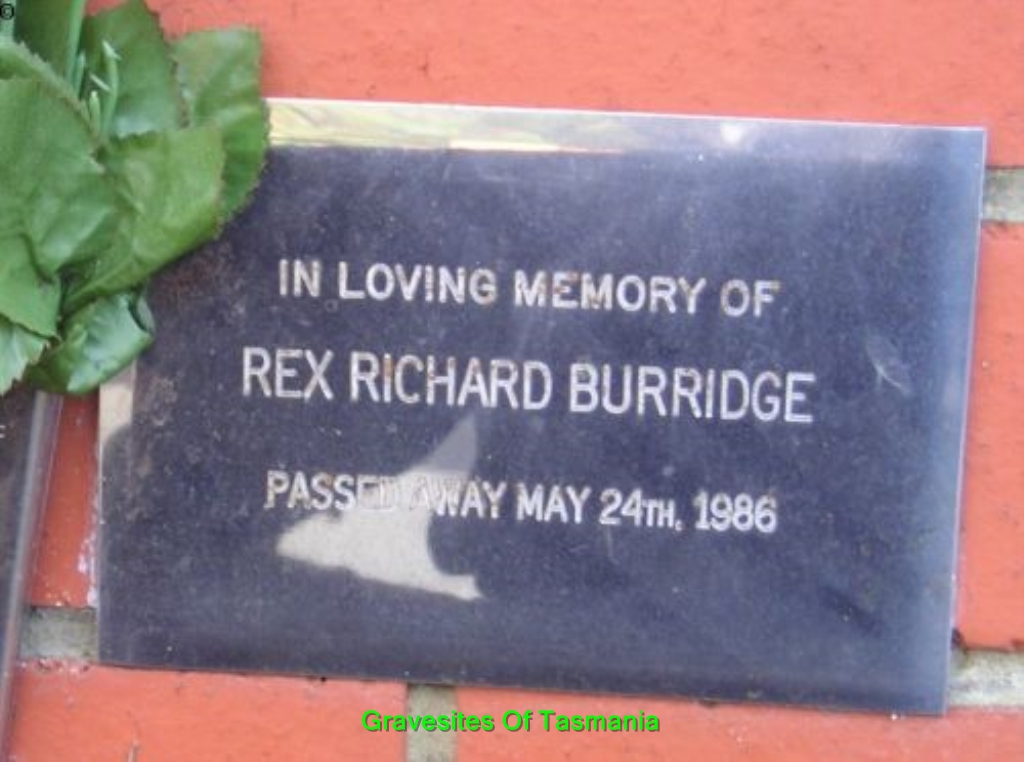 ©
IN LOVING MEMORY OF
REX RICHARD BURRIDGE
PASSED AWAY MAY 24TH, 1986
Gravesites Of Tasmania